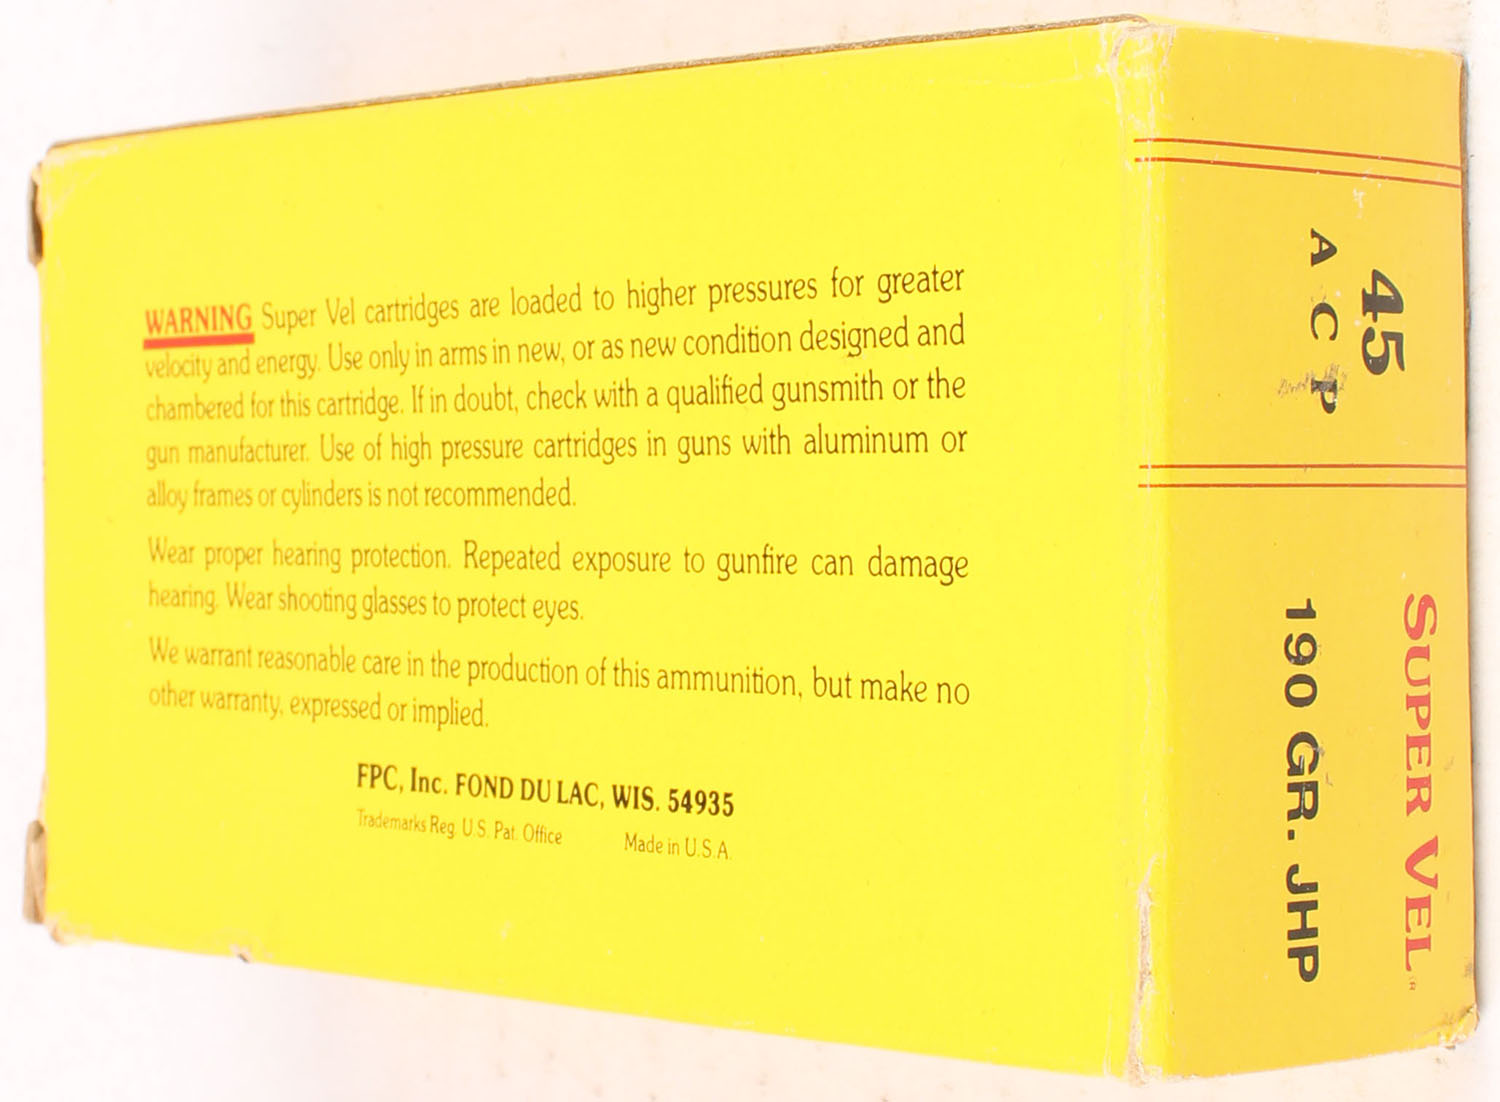 WARNING Super Vel cartridges are loaded to higher pressures for greater
velocity and energy. Use only in arms in new, or as new condition designed and
chambered for this cartridge. If in doubt, check with a qualified gunsmith or the
gun manufacturer. Use of high pressure cartridges in guns with aluminum or
alloy frames or cylinders is not recommended.
Wear proper hearing protection. Repeated exposure to gunfire can damage
hearing. Wear shooting glasses to protect eyes.
We warrant reasonable care in the production of this ammunition, but make no
other warranty, expressed or implied.
FPC, Inc. FOND DU LAC, WIS. 54935
Trademarks Reg. U.S. Pat. Office Made in U.S.A.
45
ACP
SUPER VEL®
190 GR. JHP